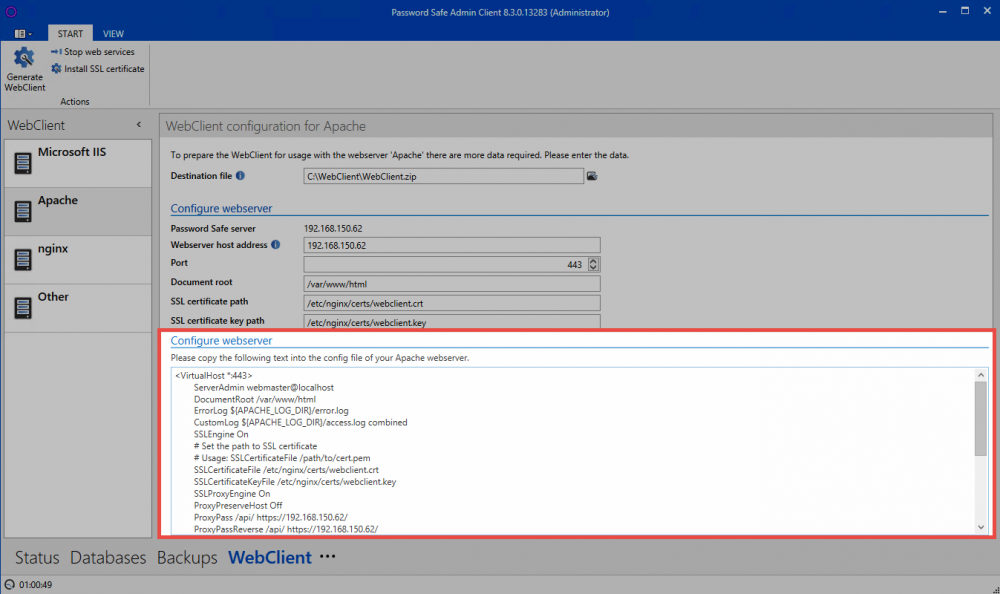 Password Safe Admin Client 8.3.0.13283 (Administrator)
START VIEW
Generate WebClient
Stop web services
Install SSL certificate
Actions
WebClient
Microsoft IIS
Apache
nginx
Other
WebClient configuration for Apache
To prepare the WebClient for usage with the webserver 'Apache' there are more data required. Please enter the data.
Destination file C:\WebClient\WebClient.zip
Configure webserver
Password Safe server 192.168.150.62
Webserver host address 192.168.150.62
Port 443
Document root /var/www/html
SSL certificate path /etc/nginx/certs/webclient.crt
SSL certificate key path /etc/nginx/certs/webclient.key
Configure webserver
Please copy the following text into the config file of your Apache webserver.
<VirtualHost *:443>
ServerAdmin webmaster@localhost
DocumentRoot /var/www/html
ErrorLog ${APACHE_LOG_DIR}/error.log
CustomLog ${APACHE_LOG_DIR}/access.log combined
SSLEngine On
# Set the path to SSL certificate
# Usage: SSLCertificateFile /path/to/cert.pem
SSLCertificateFile /etc/nginx/certs/webclient.crt
SSLCertificateKeyFile /etc/nginx/certs/webclient.key
SSLProxyEngine On
ProxyPreserveHost Off
ProxyPass /api/ https://192.168.150.62/
ProxyPassReverse /api/ https://192.168.150.62/
Status Databases Backups WebClient ···
01:00:49